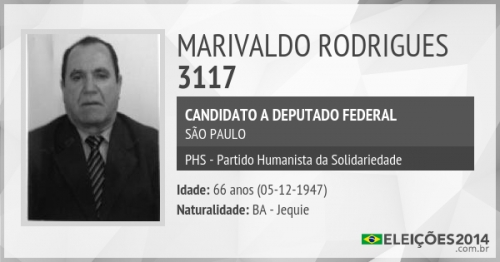 MARIVALDO RODRIGUES
3117
CANDIDATO A DEPUTADO FEDERAL
SÃO PAULO
PHS - Partido Humanista da Solidariedade
Idade: 66 anos (05-12-1947)
Naturalidade: BA - Jequie
ELEIÇÕES2014
.com.br